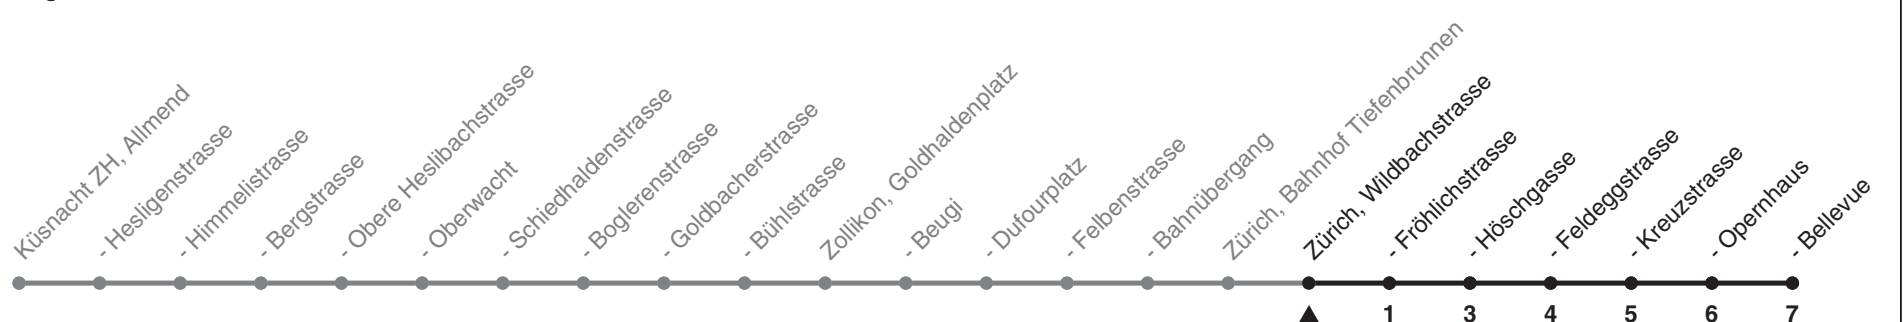 Küsnacht ZH, Allmend
- Hesligenstrasse
- Himmelistrasse
- Bergstrasse
- Obere Heslibachstrasse
- Oberwacht
- Schiedhaldenstrasse
- Boglerenstrasse
- Goldbacherstrasse
- Bühlstrasse
Zollikon, Goldhaldenplatz
- Beugi
- Dufourplatz
- Felbenstrasse
- Bahnübergang
Zürich, Bahnhof Tiefenbrunnen
Zürich, Wildbachstrasse
- Fröhlichstrasse
- Höschgasse
- Feldeggstrasse
- Kreuzstrasse
- Opernhaus
- Bellevue
1 3 4 5 6 7